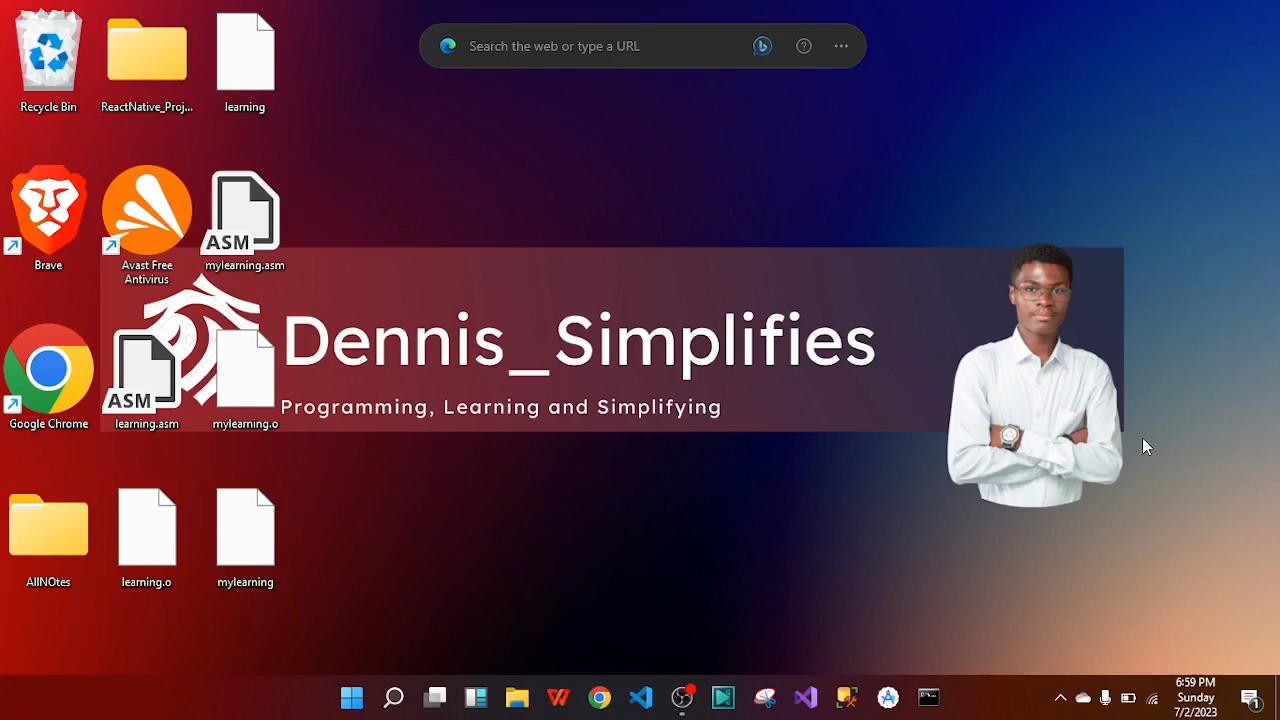 Search the web or type a URL
Recycle Bin
ReactNative_Proj...
learning
Brave
Avast Free
Antivirus
ASM
mylearning.asm
Dennis_Simplifies
Programming, Learning and Simplifying
Google Chrome
ASM
learning.asm
mylearning.o
AllNOtes
learning.o
mylearning
6:59 PM
Sunday
7/2/2023
1